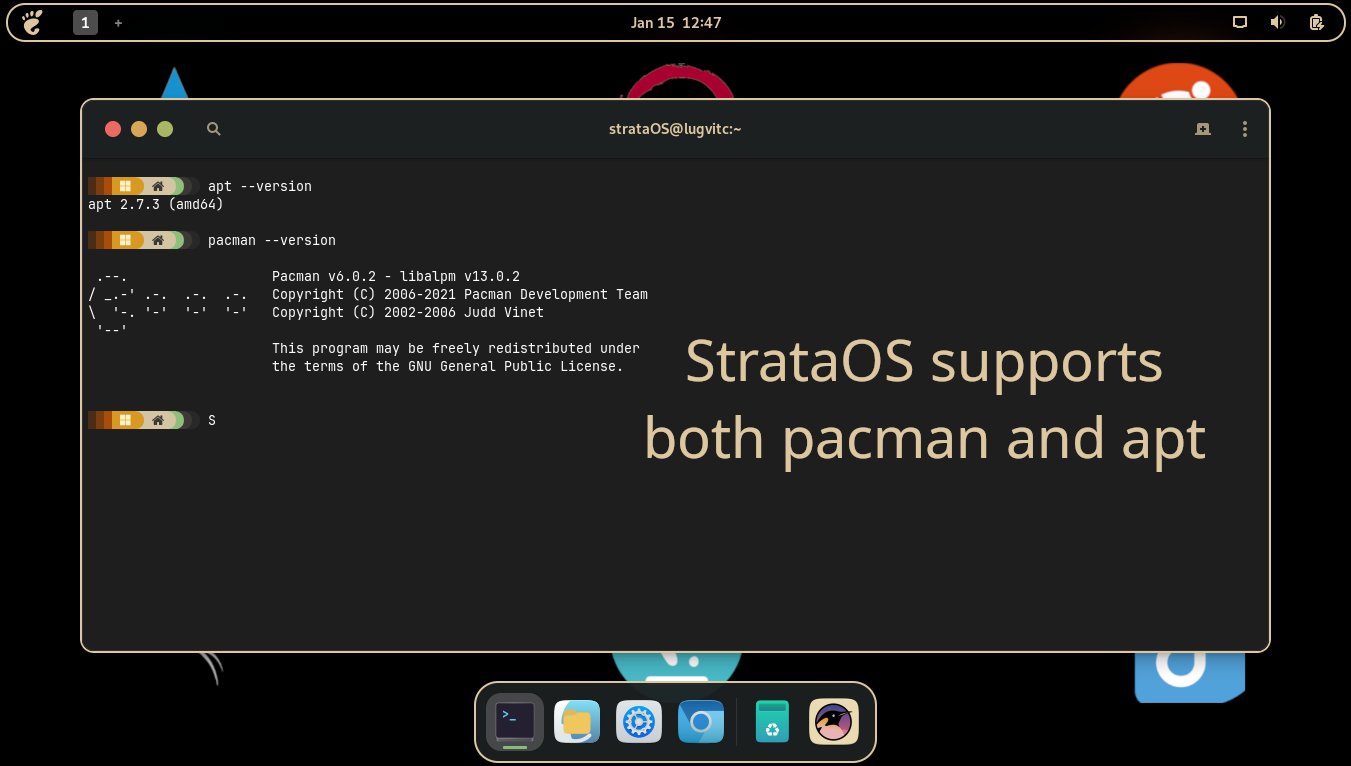 1 + Jan 15 12:47
strataOS@lugvitc:~
apt --version
apt 2.7.3 (amd64)
pacman --version
 .--.                  Pacman v6.0.2 - libalpm v13.0.2
/ _.-' .-.  .-.  .-.   Copyright (C) 2006-2021 Pacman Development Team
\  '-. '-'  '-'  '-'   Copyright (C) 2002-2006 Judd Vinet
 '--'
                       This program may be freely redistributed under
                       the terms of the GNU General Public License.
StrataOS supports
both pacman and apt
S
>_